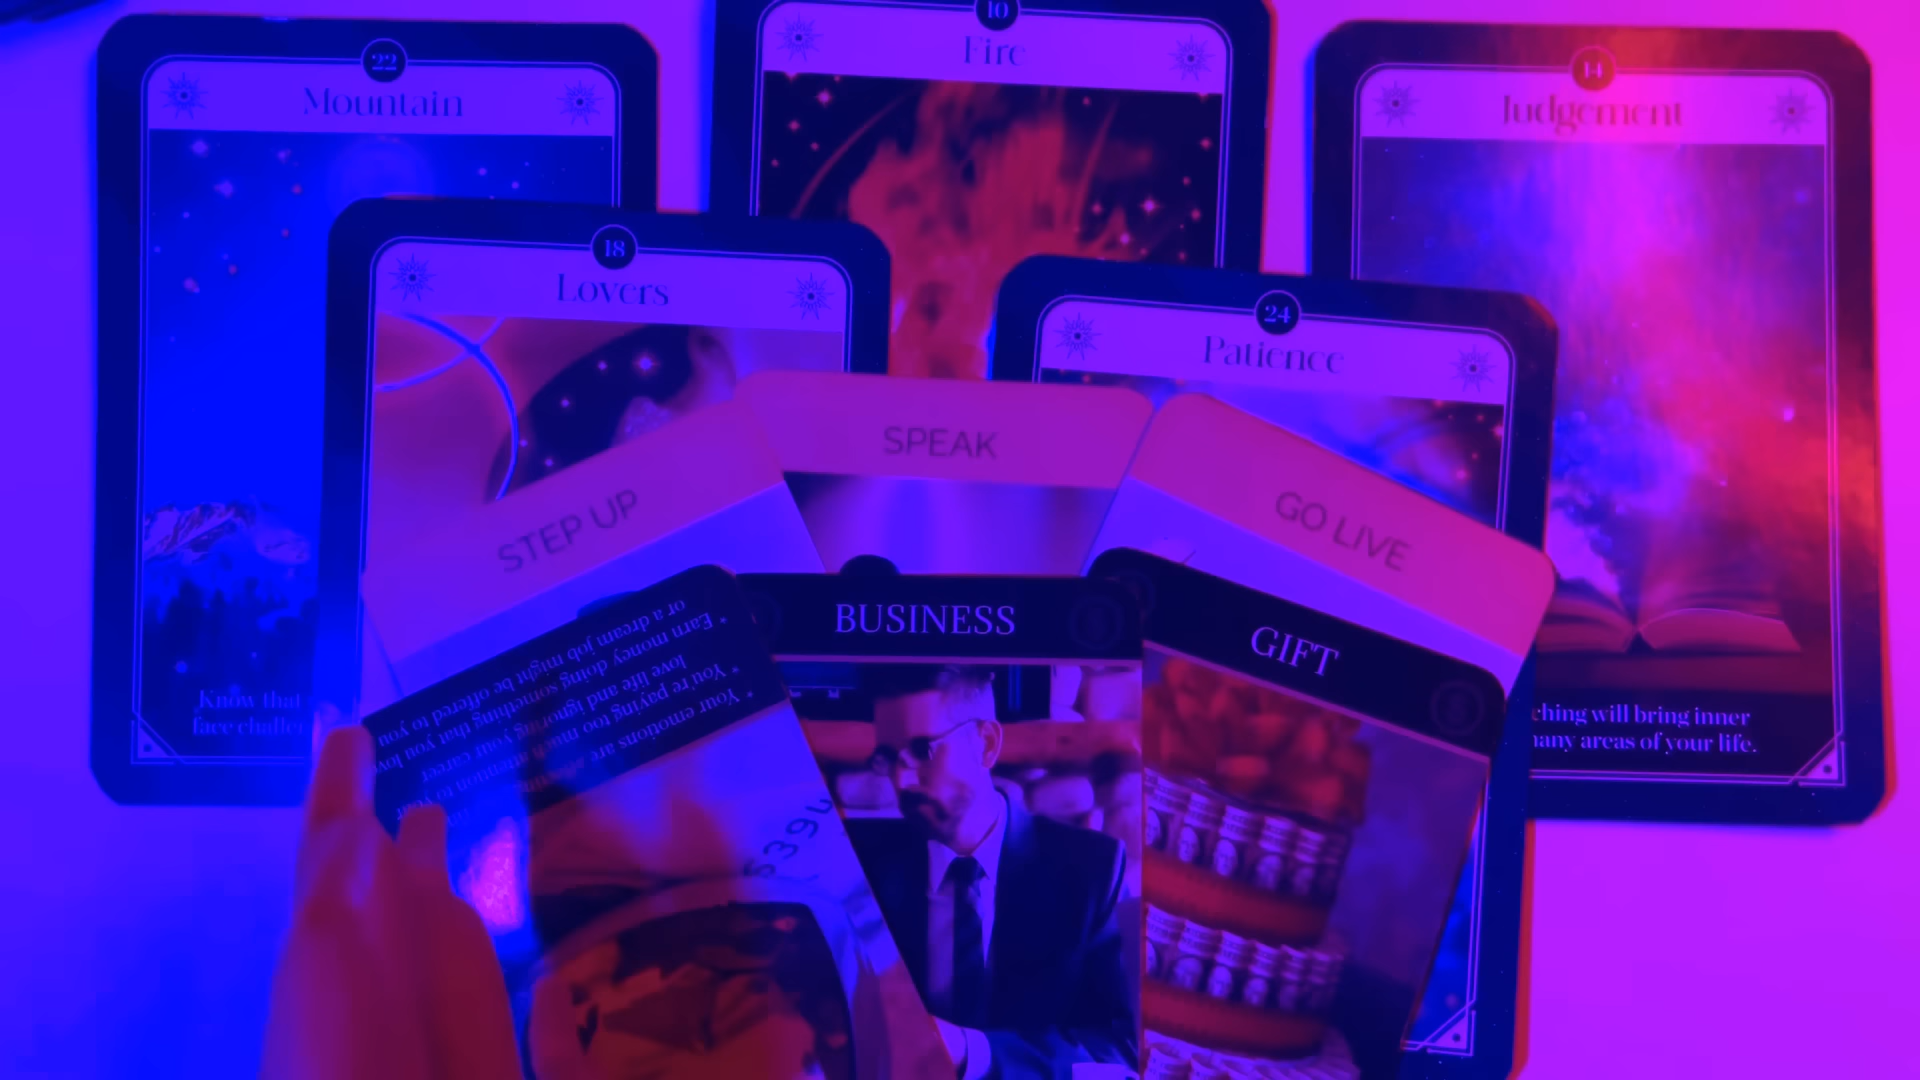 22
Mountain
Know that
face challen
10
Fire
14
Judgement
ching will bring inner
many areas of your life.
18
Lovers
24
Patience
STEP UP
SPEAK
GO LIVE
Your emotions are
You're paying too much attention to your
love life and ignoring your career
* Earn money doing something that you love
or a dream job might be offered to you
BUSINESS
GIFT